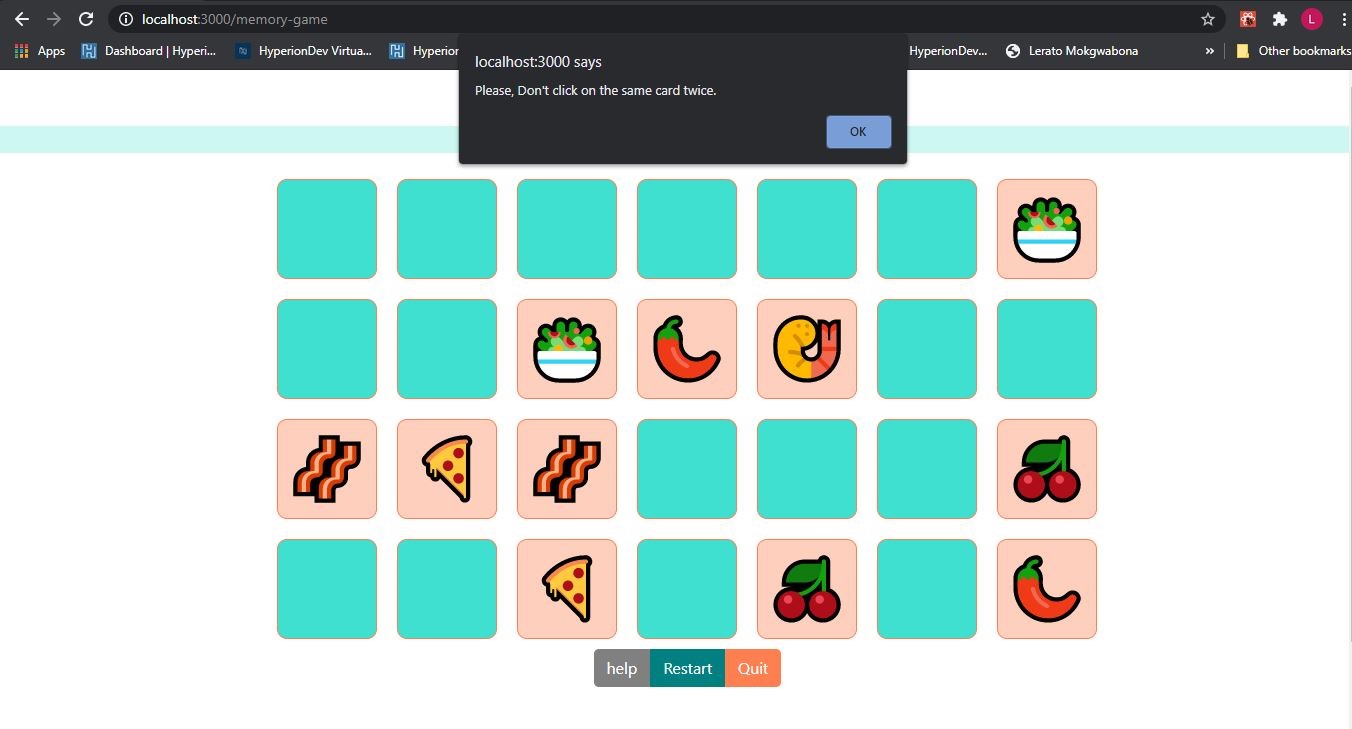 localhost:3000/memory-game
Apps Dashboard | Hyperi... HyperionDev Virtua... Hyperion HyperionDev... Lerato Mokgwabona » Other bookmarks
L
localhost:3000 says
Please, Don't click on the same card twice.
OK
help Restart Quit